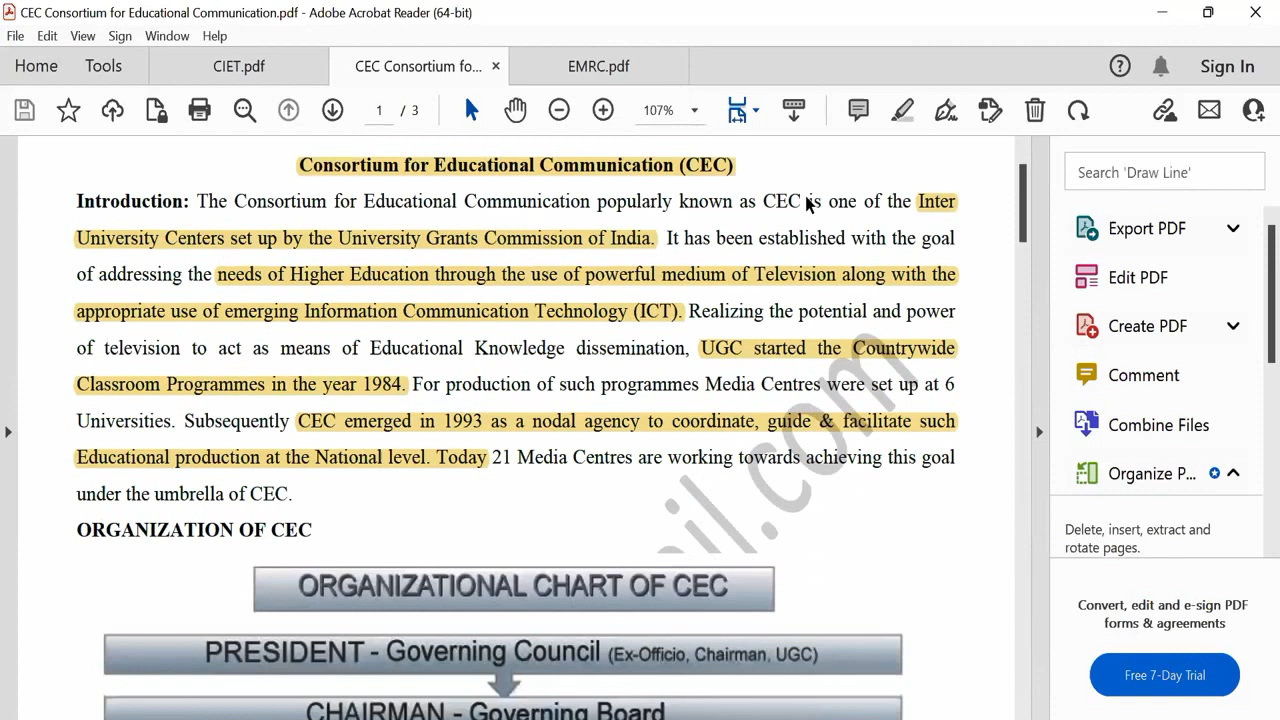 CEC Consortium for Educational Communication.pdf - Adobe Acrobat Reader (64-bit)
File Edit View Sign Window Help
Home Tools CIET.pdf CEC Consortium fo... × EMRC.pdf ? Sign In
1 / 3 107%
Consortium for Educational Communication (CEC)
Introduction: The Consortium for Educational Communication popularly known as CEC is one of the Inter
University Centers set up by the University Grants Commission of India. It has been established with the goal
of addressing the needs of Higher Education through the use of powerful medium of Television along with the
appropriate use of emerging Information Communication Technology (ICT). Realizing the potential and power
of television to act as means of Educational Knowledge dissemination, UGC started the Countrywide
Classroom Programmes in the year 1984. For production of such programmes Media Centres were set up at 6
Universities. Subsequently CEC emerged in 1993 as a nodal agency to coordinate, guide & facilitate such
Educational production at the National level. Today 21 Media Centres are working towards achieving this goal
under the umbrella of CEC.
ORGANIZATION OF CEC
ORGANIZATIONAL CHART OF CEC
PRESIDENT - Governing Council (Ex-Officio, Chairman, UGC)
CHAIRMAN - Governing Board
ail.com
Search 'Draw Line'
Export PDF
Edit PDF
Create PDF
Comment
Combine Files
Organize P...
Delete, insert, extract and
rotate pages.
Convert, edit and e-sign PDF
forms & agreements
Free 7-Day Trial